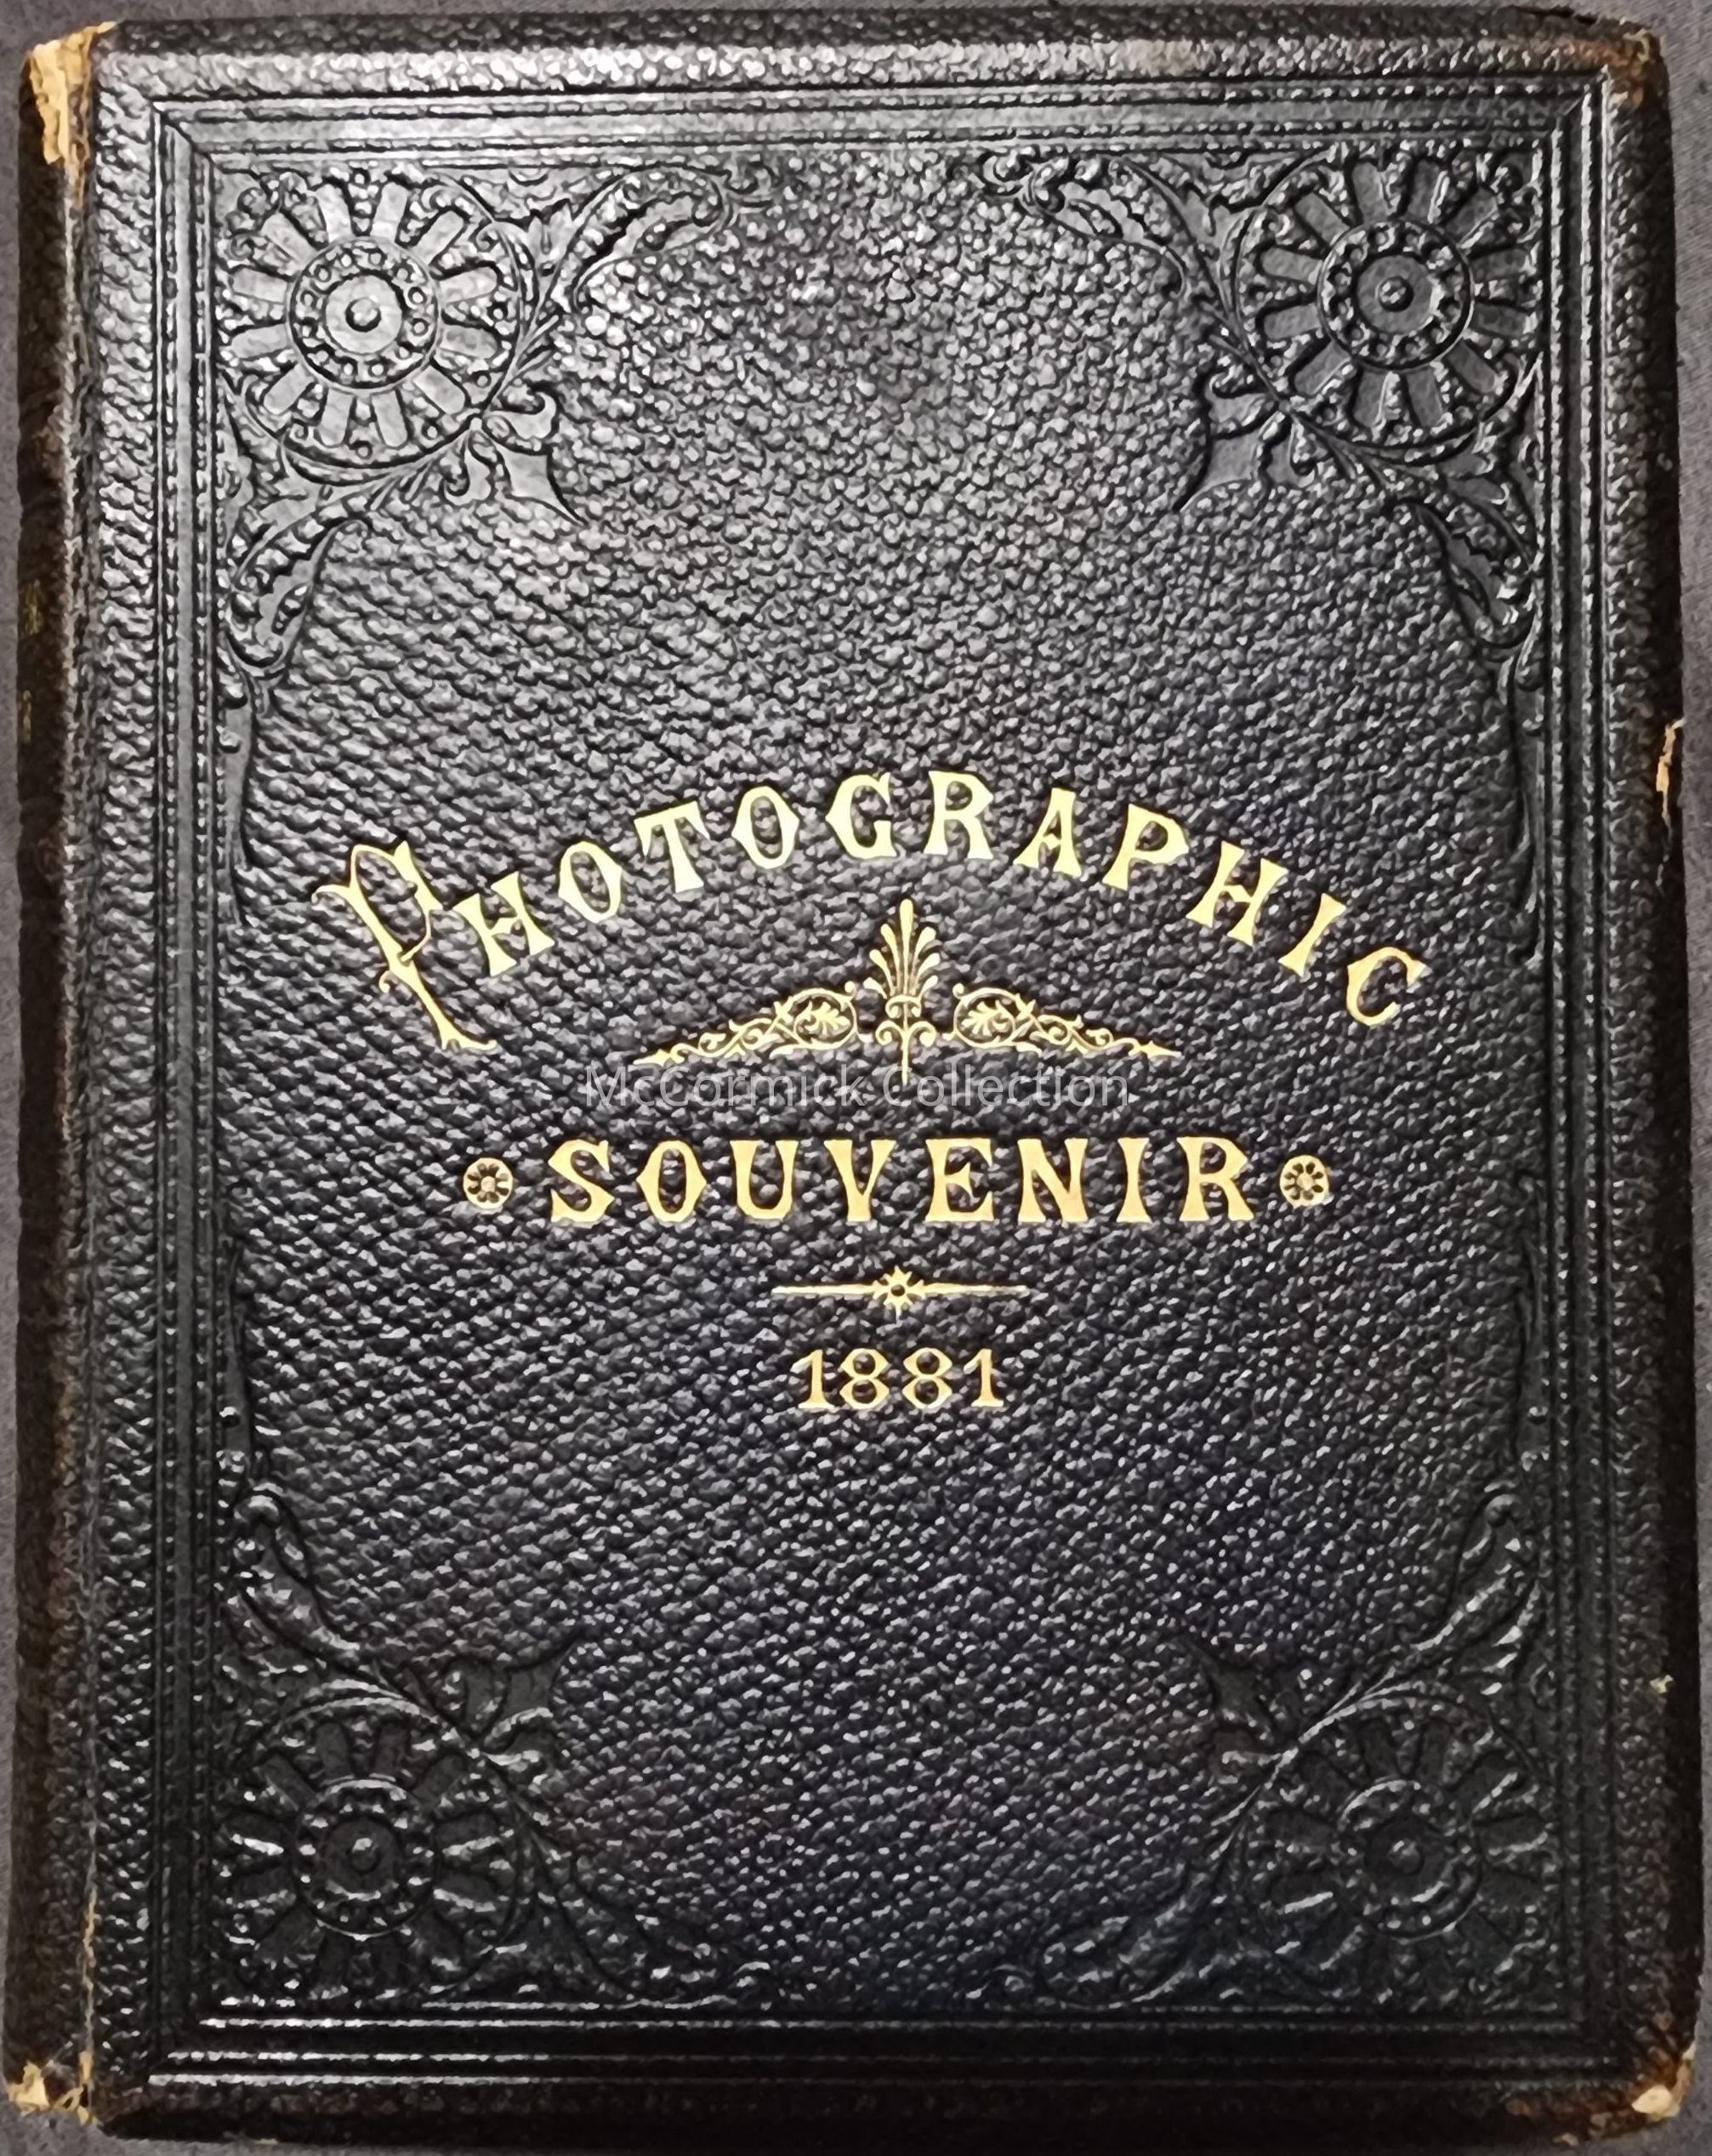 PHOTOGRAPHIC
McCormick Collection
SOUVENIR
1881